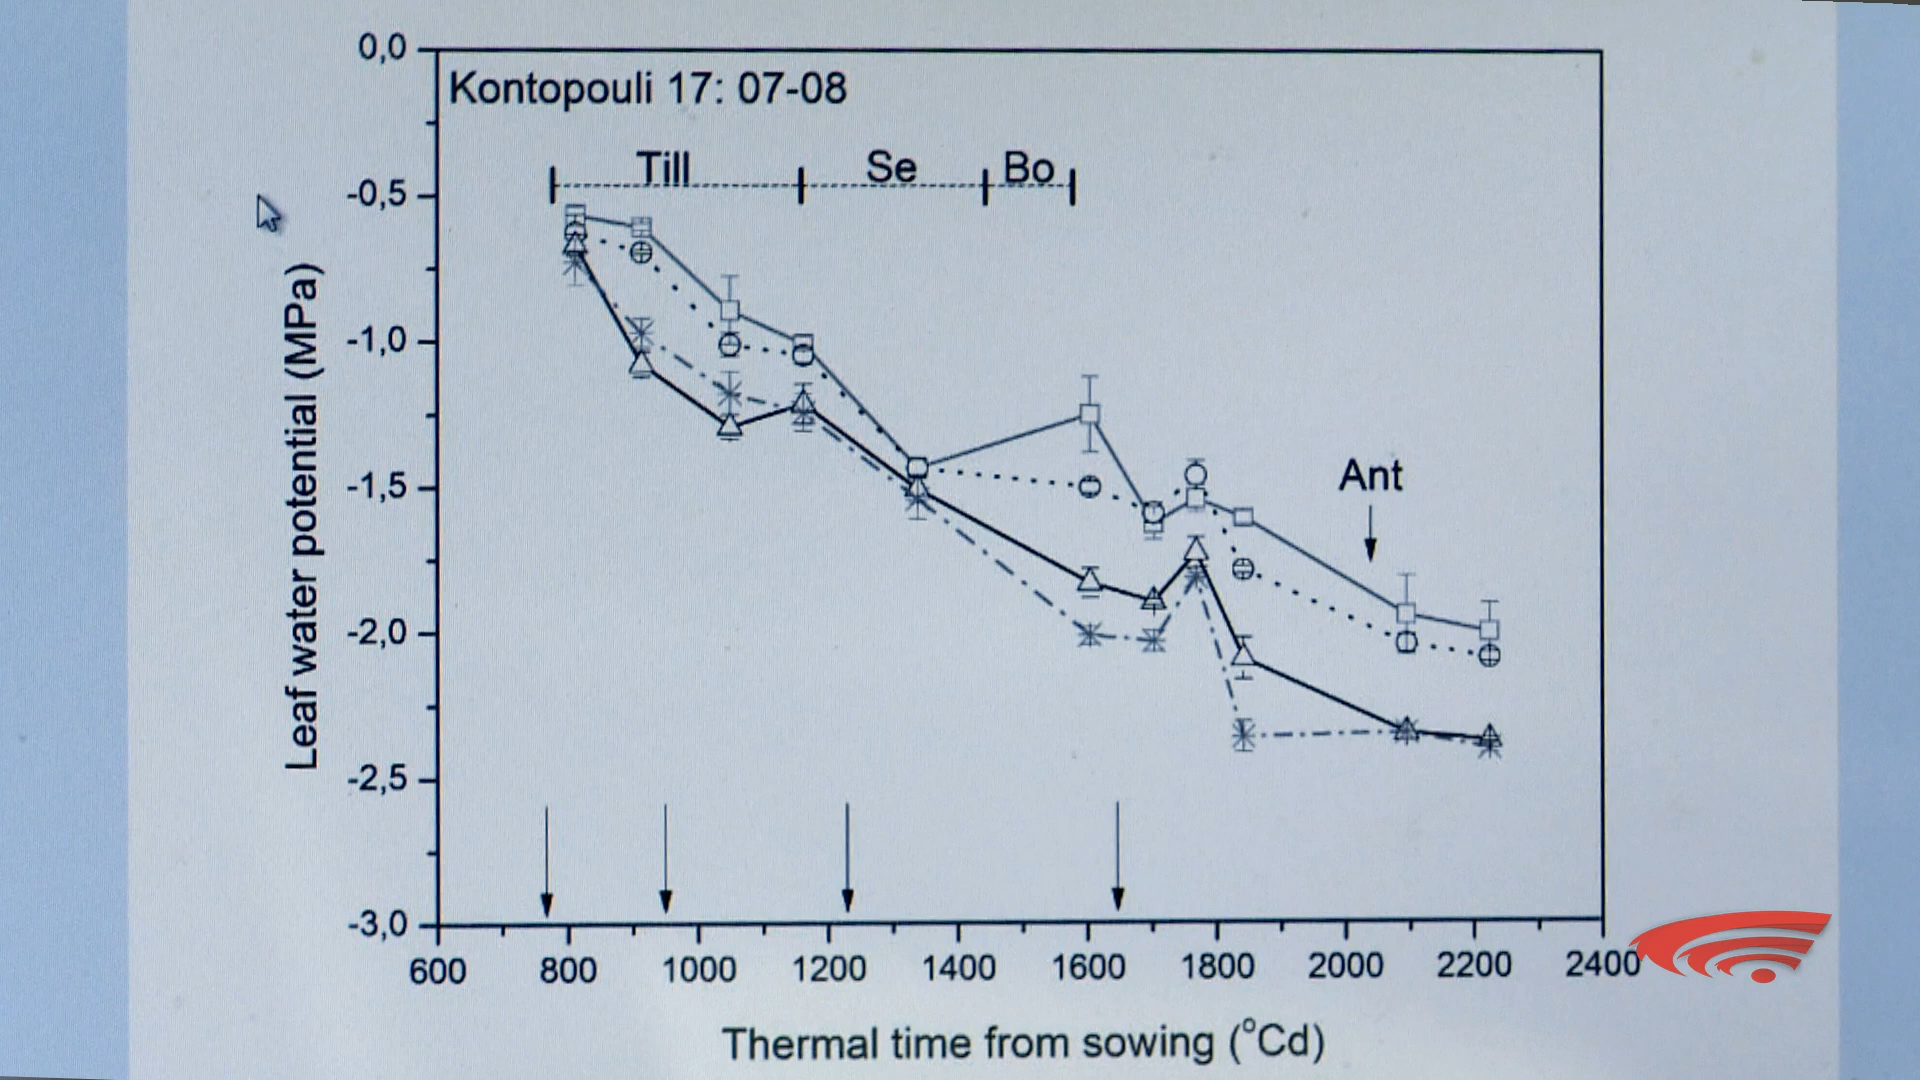 0,0
Kontopouli 17: 07-08
Till Se Bo
-0,5
-1,0
-1,5
Ant
-2,0
-2,5
-3,0
Leaf water potential (MPa)
600 800 1000 1200 1400 1600 1800 2000 2200 2400
Thermal time from sowing (°Cd)